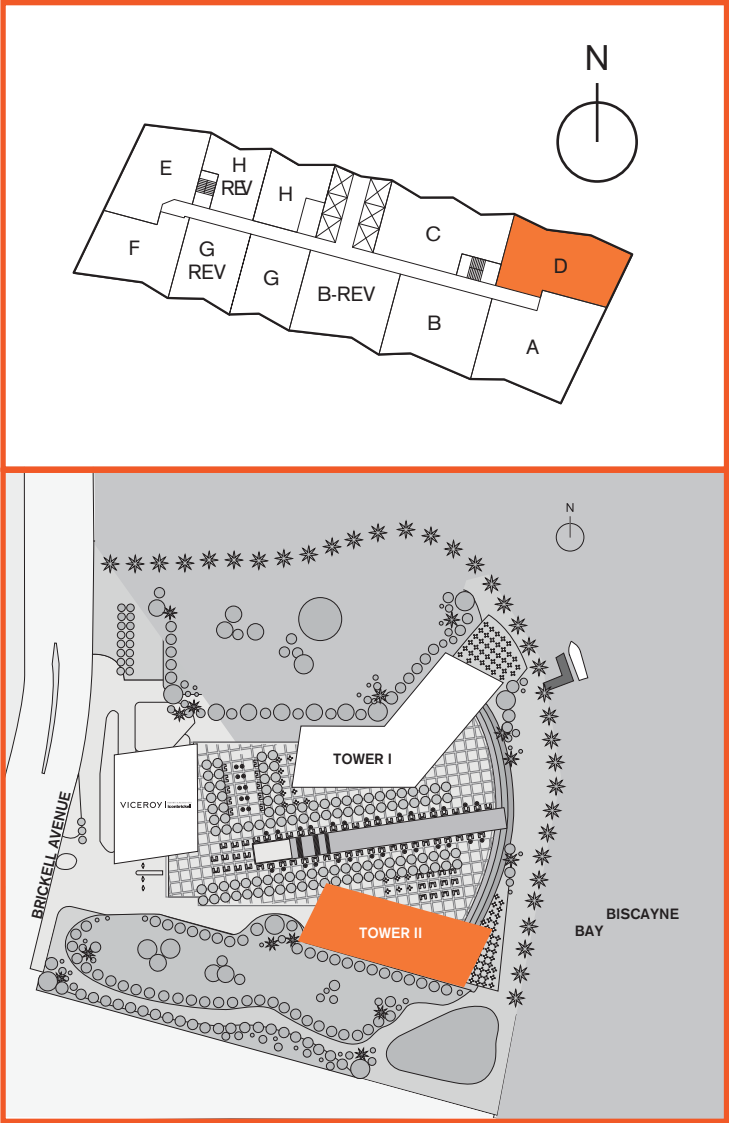 N
E
H
REV
H
C
D
F
G
REV
G
B-REV
B
A
N
TOWER I
VICEROY
BRICKELL AVENUE
BISCAYNE
BAY
TOWER II